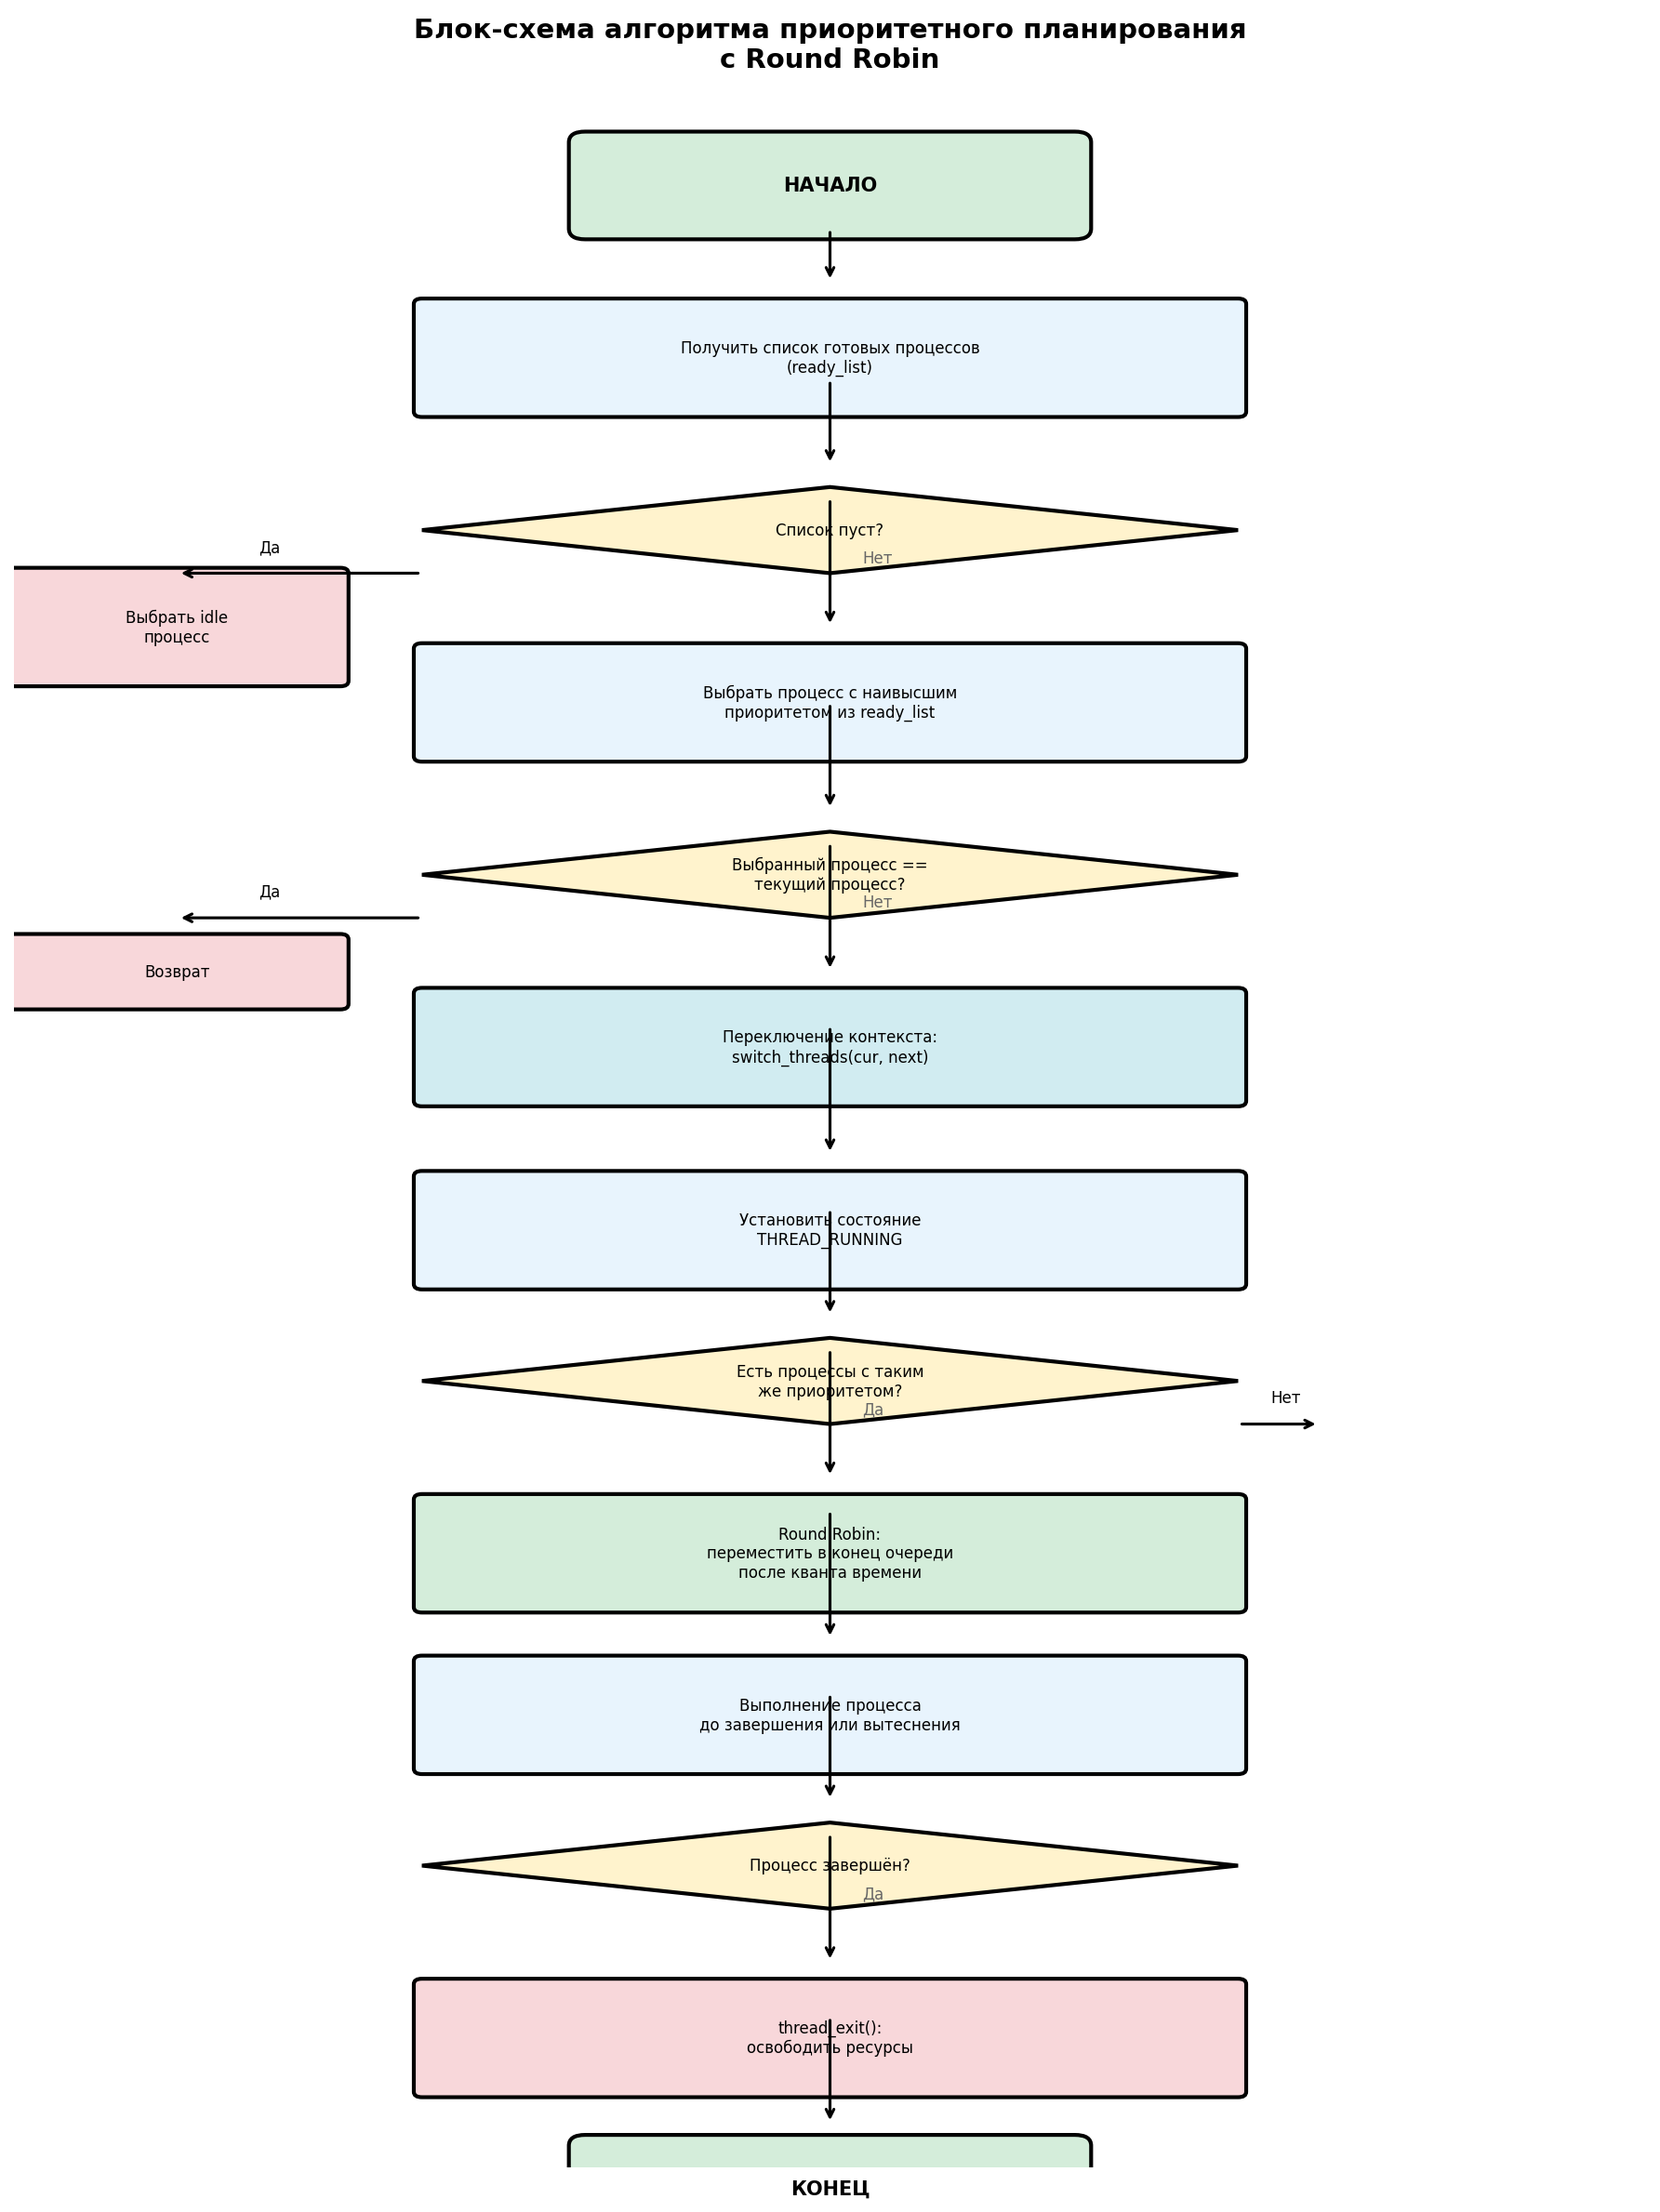 Блок-схема алгоритма приоритетного планирования
с Round Robin
НАЧАЛО
Получить список готовых процессов
(ready_list)
Список пуст?
Да
Нет
Выбрать idle
процесс
Выбрать процесс с наивысшим
приоритетом из ready_list
Выбранный процесс ==
текущий процесс?
Да
Нет
Возврат
Переключение контекста:
switch_threads(cur, next)
Установить состояние
THREAD_RUNNING
Есть процессы с таким
же приоритетом?
Нет
Да
Round Robin:
переместить в конец очереди
после кванта времени
Выполнение процесса
до завершения или вытеснения
Процесс завершён?
Да
thread_exit():
освободить ресурсы
КОНЕЦ